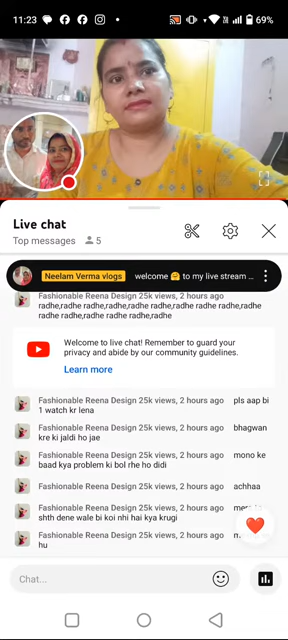 11:23
69%
Live chat
Top messages 5
Neelam Verma vlogs welcome 🤗 to my live stream ...
Fashionable Reena Design 25k views, 2 hours ago
radhe,radhe radhe,radhe,radhe,radhe,radhe,radhe
radhe radhe,radhe radhe,radhe
Welcome to live chat! Remember to guard your
privacy and abide by our community guidelines.
Learn more
Fashionable Reena Design 25k views, 2 hours ago pls aap bi
1 watch kr lena
Fashionable Reena Design 25k views, 2 hours ago bhagwan
kre ki jaldi ho jae
Fashionable Reena Design 25k views, 2 hours ago mono ke
baad kya problem ki bol rhe ho didi
Fashionable Reena Design 25k views, 2 hours ago achhaa
Fashionable Reena Design 25k views, 2 hours ago
shth dene wale bi koi nhi hai kya krugi
Fashionable Reena Design 25k views, 2 hours ago
hu
Chat...